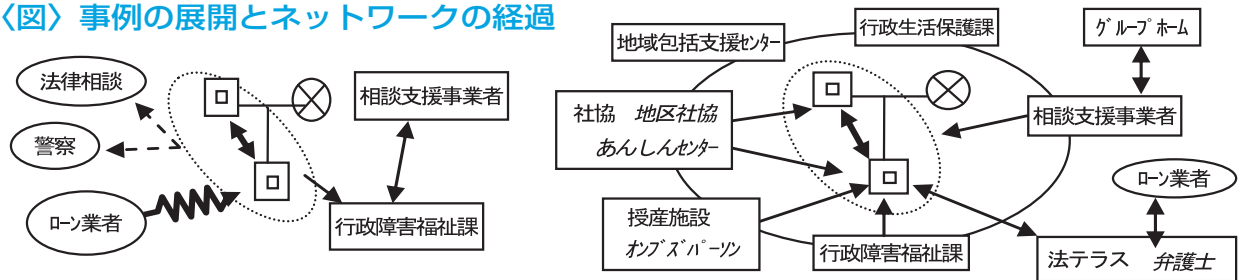 〈図〉事例の展開とネットワークの経過
法律相談
警察
ローン業者
相談支援事業者
行政障害福祉課
地域包括支援センター
行政生活保護課
グループホーム
社協 地区社協
あんしんセンター
相談支援事業者
ローン業者
授産施設
オンブズパーソン
行政障害福祉課
法テラス 弁護士